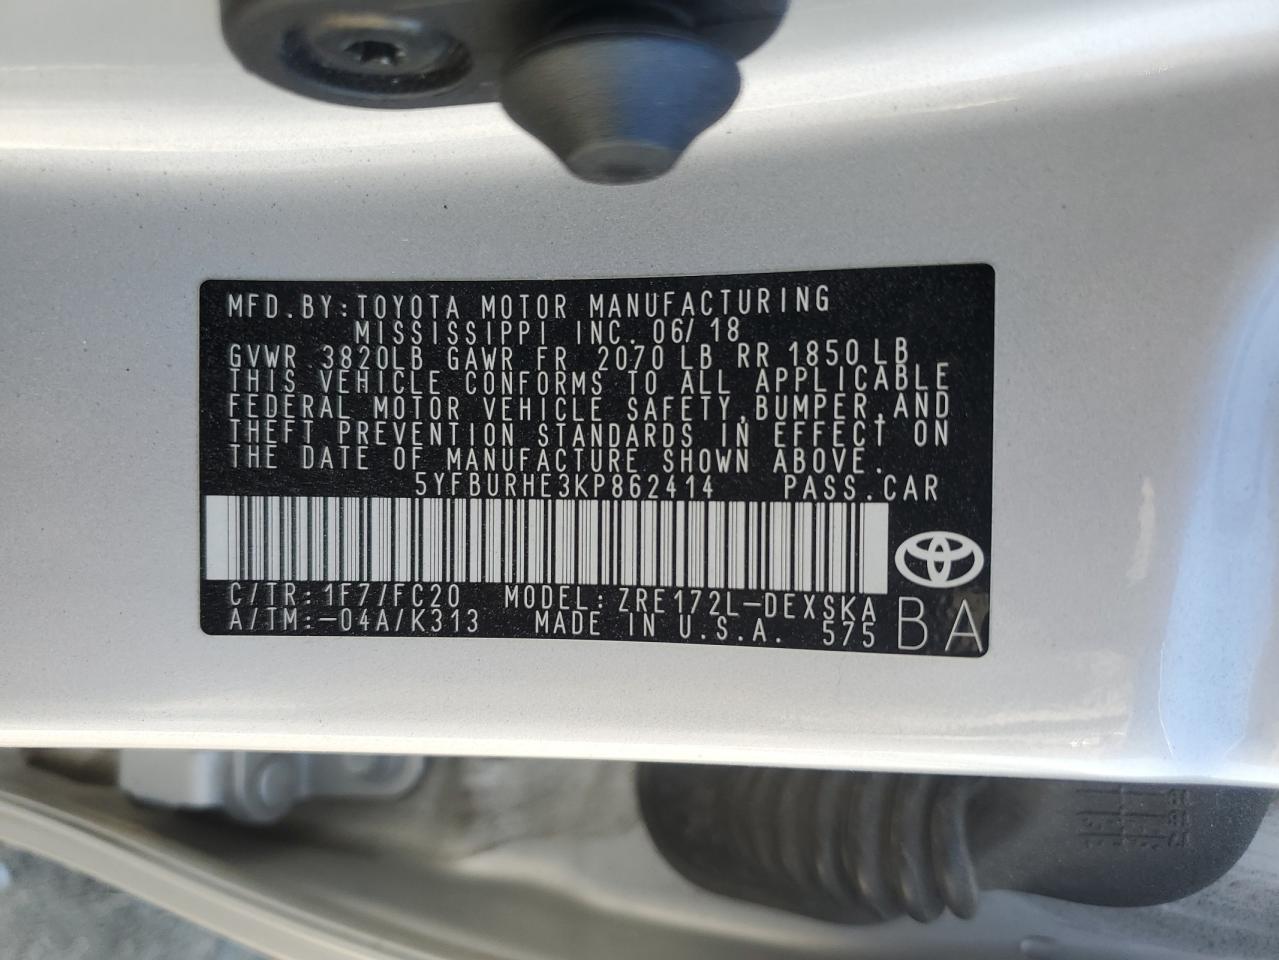 MFD.BY:TOYOTA MOTOR MANUFACTURING
MISSISSIPPI INC. 06/18
GVWR 3820LB GAWR FR 2070 LB RR 1850 LB
THIS VEHICLE CONFORMS TO ALL APPLICABLE
FEDERAL MOTOR VEHICLE SAFETY,BUMPER,AND
THEFT PREVENTION STANDARDS IN EFFECT ON
THE DATE OF MANUFACTURE SHOWN ABOVE.
5YFBURHE3KP862414 PASS.CAR
C/TR:1F7/FC20 MODEL:ZRE172L-DEXSKA
A/TM:-04A/K313 MADE IN U.S.A. 575 BA